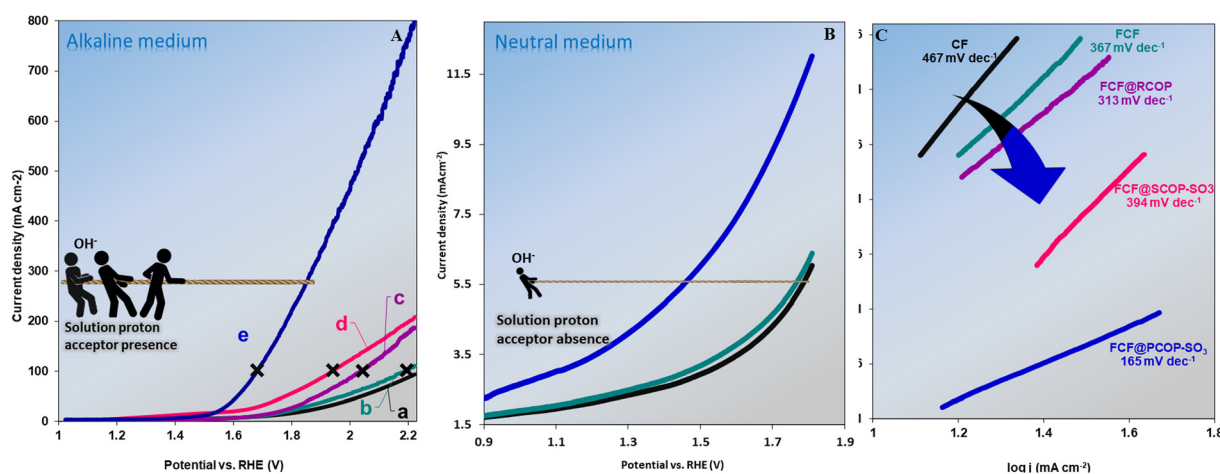 Alkaline medium
A
800
700
600
500
400
300
200
100
0
Current density (mA cm-2)
OH-
Solution proton
acceptor presence
e
d
c
b
a
1
1.2
1.4
1.6
1.8
2
2.2
Potential vs. RHE (V)
Neutral medium
B
11.5
9.5
7.5
5.5
3.5
1.5
Current density (mAcm-2)
OH-
Solution proton
acceptor absence
0.9
1.1
1.3
1.5
1.7
1.9
Potential vs. RHE (V)
C
CF
467 mV dec-1
FCF
367 mV dec-1
FCF@RCOP
313 mV dec-1
FCF@SCOP-SO3
394 mV dec-1
FCF@PCOP-SO3
165 mV dec-1
1
1.2
1.4
1.6
1.8
log j (mA cm-2)